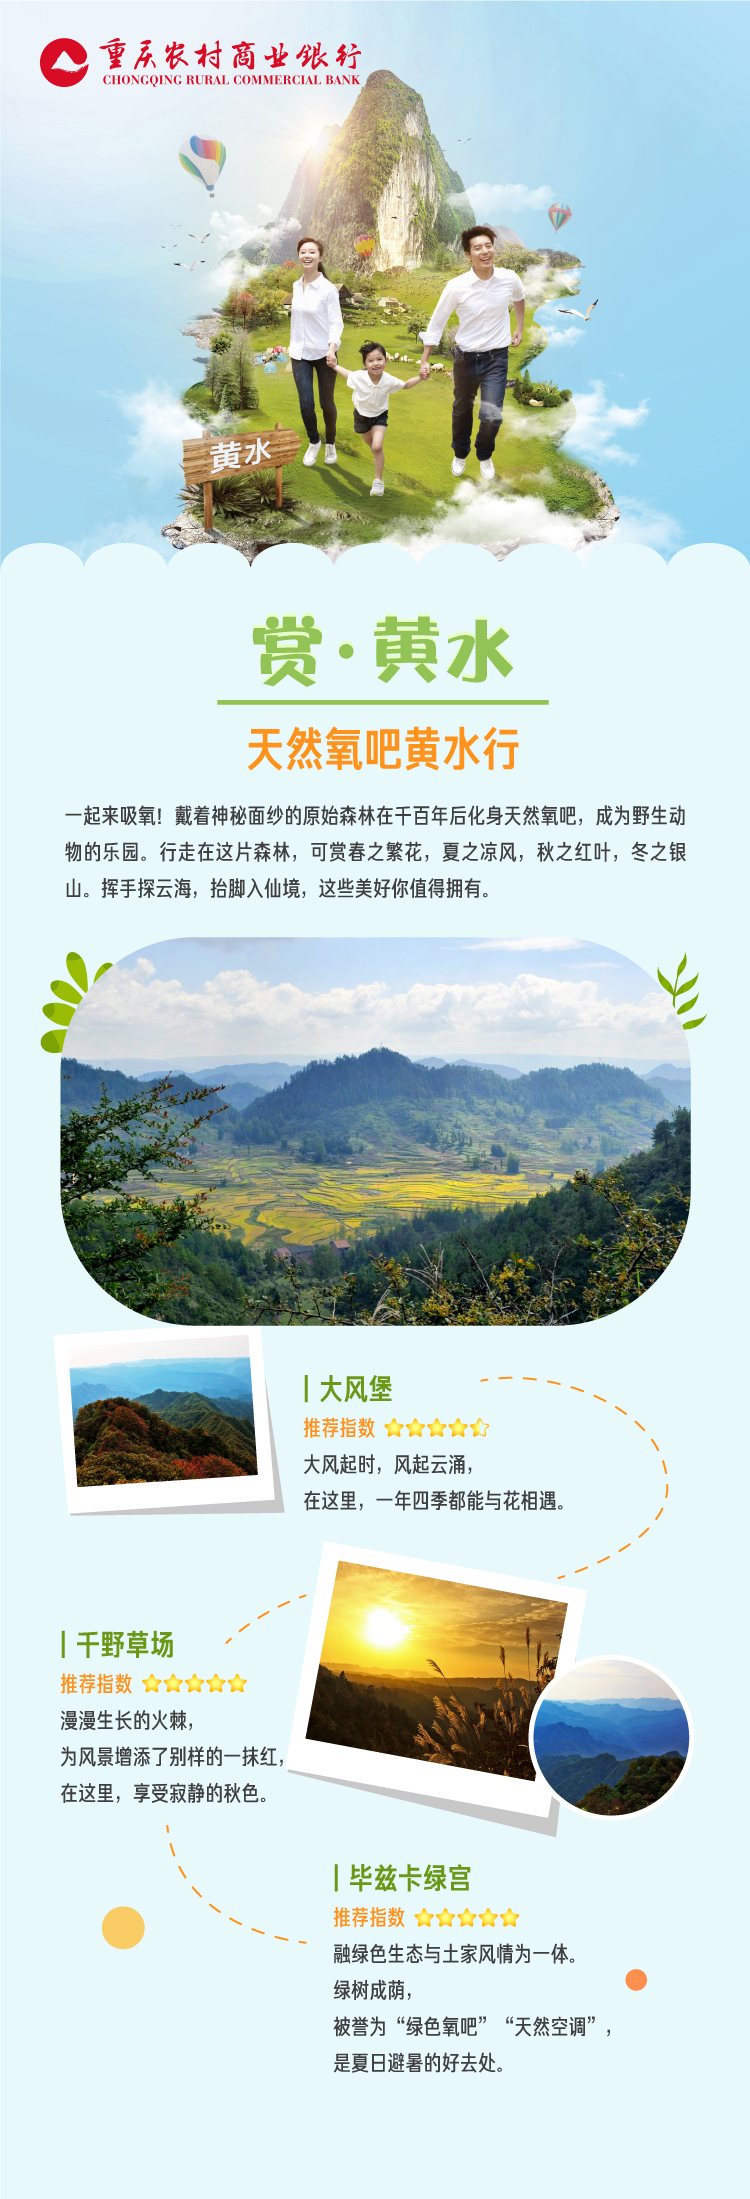 重庆农村商业银行
CHONGQING RURAL COMMERCIAL BANK
黄水
赏·黄水
天然氧吧黄水行
一起来吸氧！戴着神秘面纱的原始森林在千百年后化身天然氧吧，成为野生动
物的乐园。行走在这片森林，可赏春之繁花，夏之凉风，秋之红叶，冬之银
山。挥手探云海，抬脚入仙境，这些美好你值得拥有。
大风堡
推荐指数
大风起时，风起云涌，
在这里，一年四季都能与花相遇。
千野草场
推荐指数
漫漫生长的火棘，
为风景增添了别样的一抹红，
在这里，享受寂静的秋色。
毕兹卡绿宫
推荐指数
融绿色生态与土家风情为一体。
绿树成荫，
被誉为“绿色氧吧”“天然空调”，
是夏日避暑的好去处。